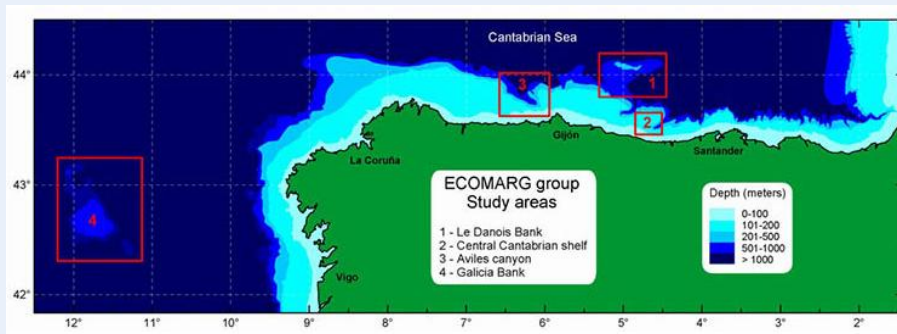 Cantabrian Sea
44°
3
1
2
Gijón
La Coruña
Santander
43°
4
ECOMARG group
Study areas
1 - Le Danois Bank
2 - Central Cantabrian shelf
3 - Aviles canyon
4 - Galicia Bank
Depth (meters)
0-100
101-200
201-500
501-1000
> 1000
Vigo
42°
12° 11° 10° 9° 8° 7° 6° 5° 4° 3° 2°